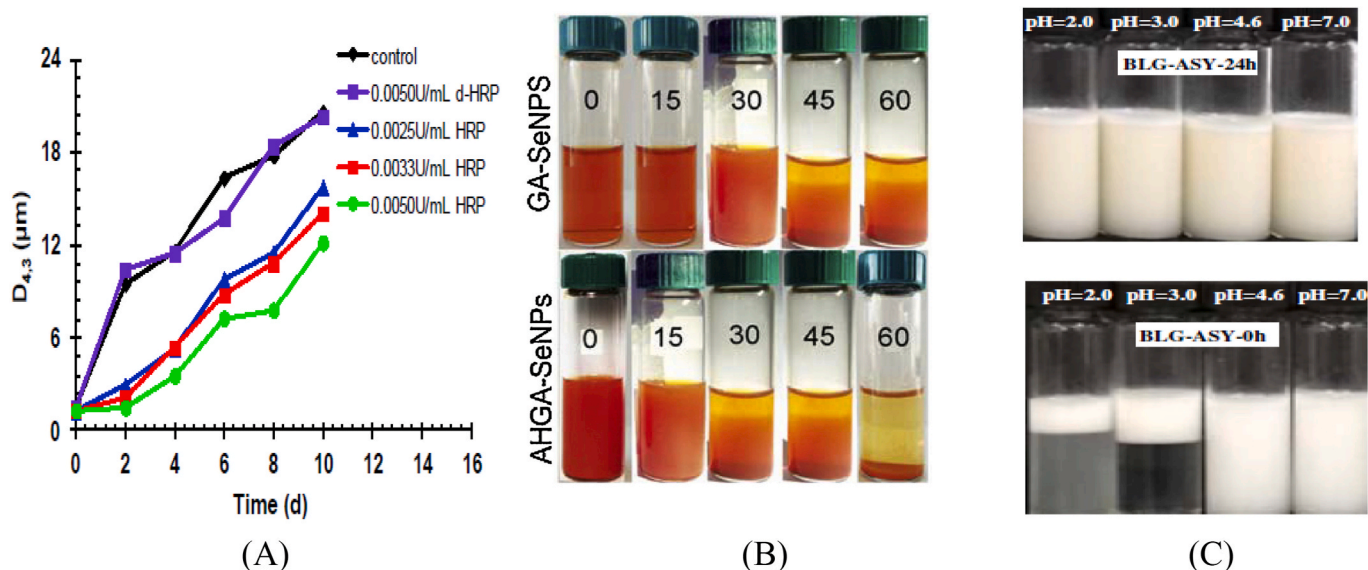 24
18
12
6
0
D4,3 (µm)
control
0.0050U/mL d-HRP
0.0025U/mL HRP
0.0033U/mL HRP
0.0050U/mL HRP
0 2 4 6 8 10 12 14 16
Time (d)
(A)
GA-SeNPS
0 15 30 45 60
AHGA-SeNPs
0 15 30 45 60
(B)
pH=2.0 pH=3.0 pH=4.6 pH=7.0
BLG-ASY-24h
pH=2.0 pH=3.0 pH=4.6 pH=7.0
BLG-ASY-0h
(C)